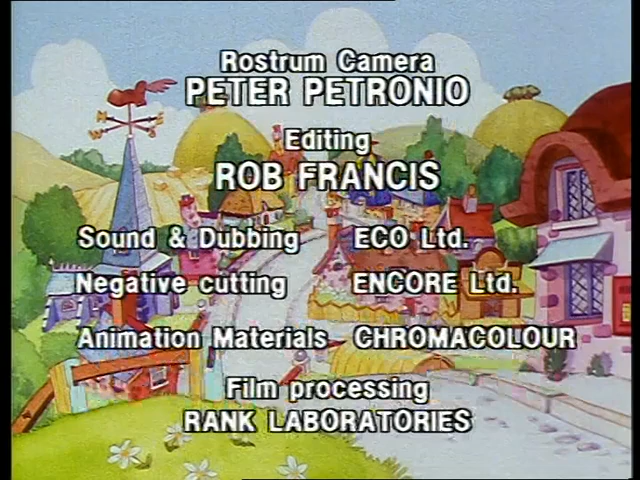 Rostrum Camera
PETER PETRONIO
Editing
ROB FRANCIS
Sound & Dubbing ECO Ltd.
Negative cutting ENCORE Ltd.
Animation Materials CHROMACOLOUR
Film processing
RANK LABORATORIES